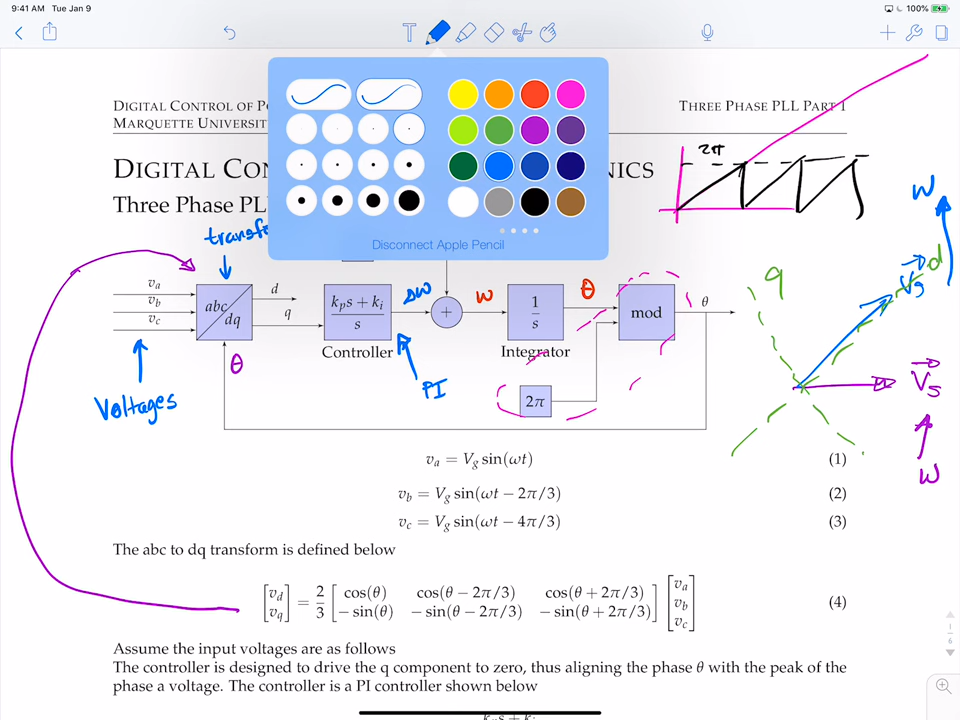 9:41 AM Tue Jan 9
100%
T
DIGITAL CONTROL OF P
THREE PHASE PLL PART 1
MARQUETTE UNIVERSIT
DIGITAL CON
NICS
Three Phase PLL
Disconnect Apple Pencil
2π
W
transf
d
Vg
q
va
vb
vc
abc
dq
d
q
kps + ki
s
Controller
Δw
+
w
1
s
Integrator
θ
mod
θ
θ
PI
2π
Voltages
Vs
W
va = Vg sin(ωt) (1)
vb = Vg sin(ωt − 2π/3) (2)
vc = Vg sin(ωt − 4π/3) (3)
The abc to dq transform is defined below
[vd vq] = 2/3 [cos(θ) cos(θ − 2π/3) cos(θ + 2π/3) − sin(θ) − sin(θ − 2π/3) − sin(θ + 2π/3)] [va vb vc] (4)
Assume the input voltages are as follows
The controller is designed to drive the q component to zero, thus aligning the phase θ with the peak of the
phase a voltage. The controller is a PI controller shown below
1
6